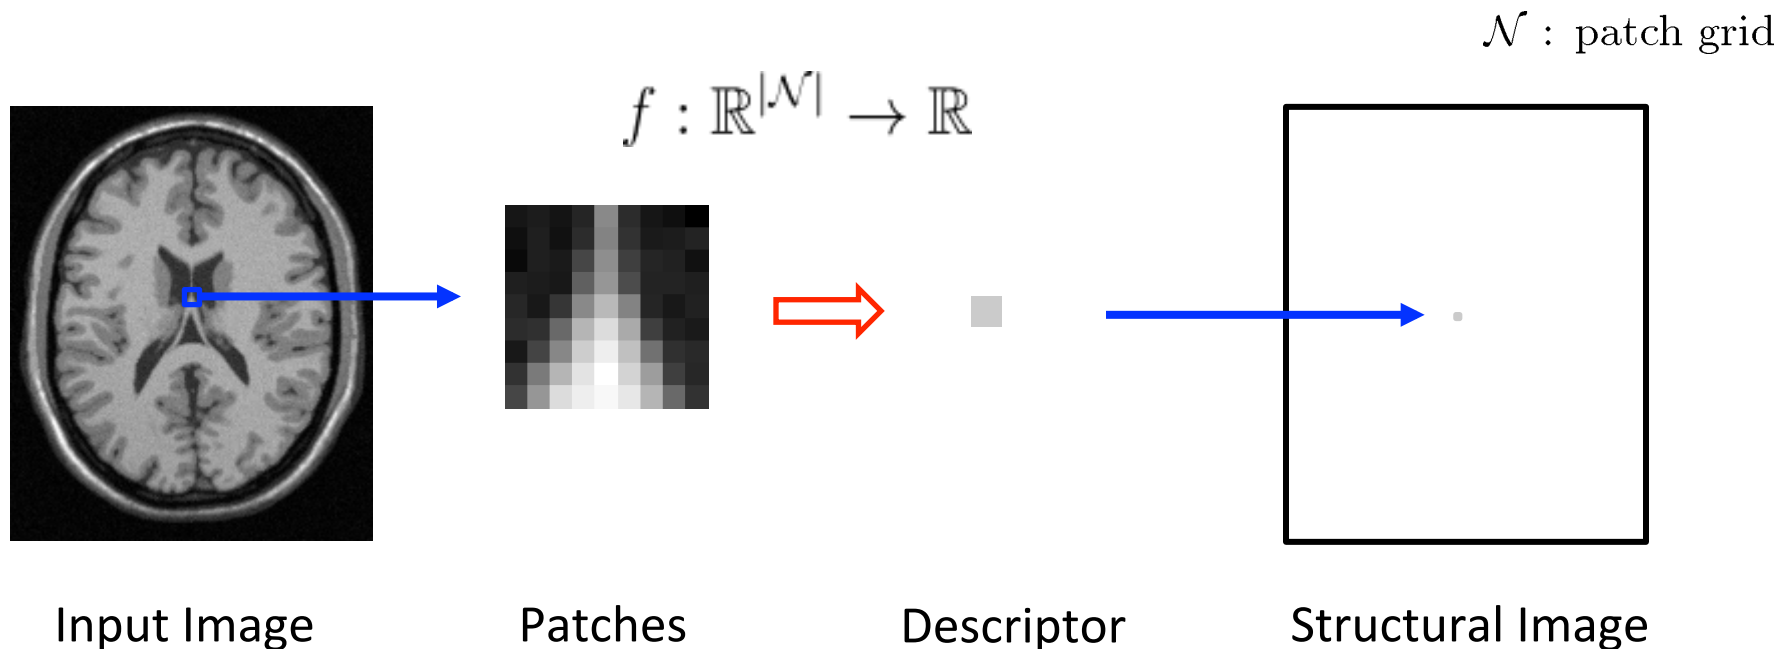 𝒩 : patch grid
f : ℝ^|𝒩| → ℝ
Input Image
Patches
Descriptor
Structural Image